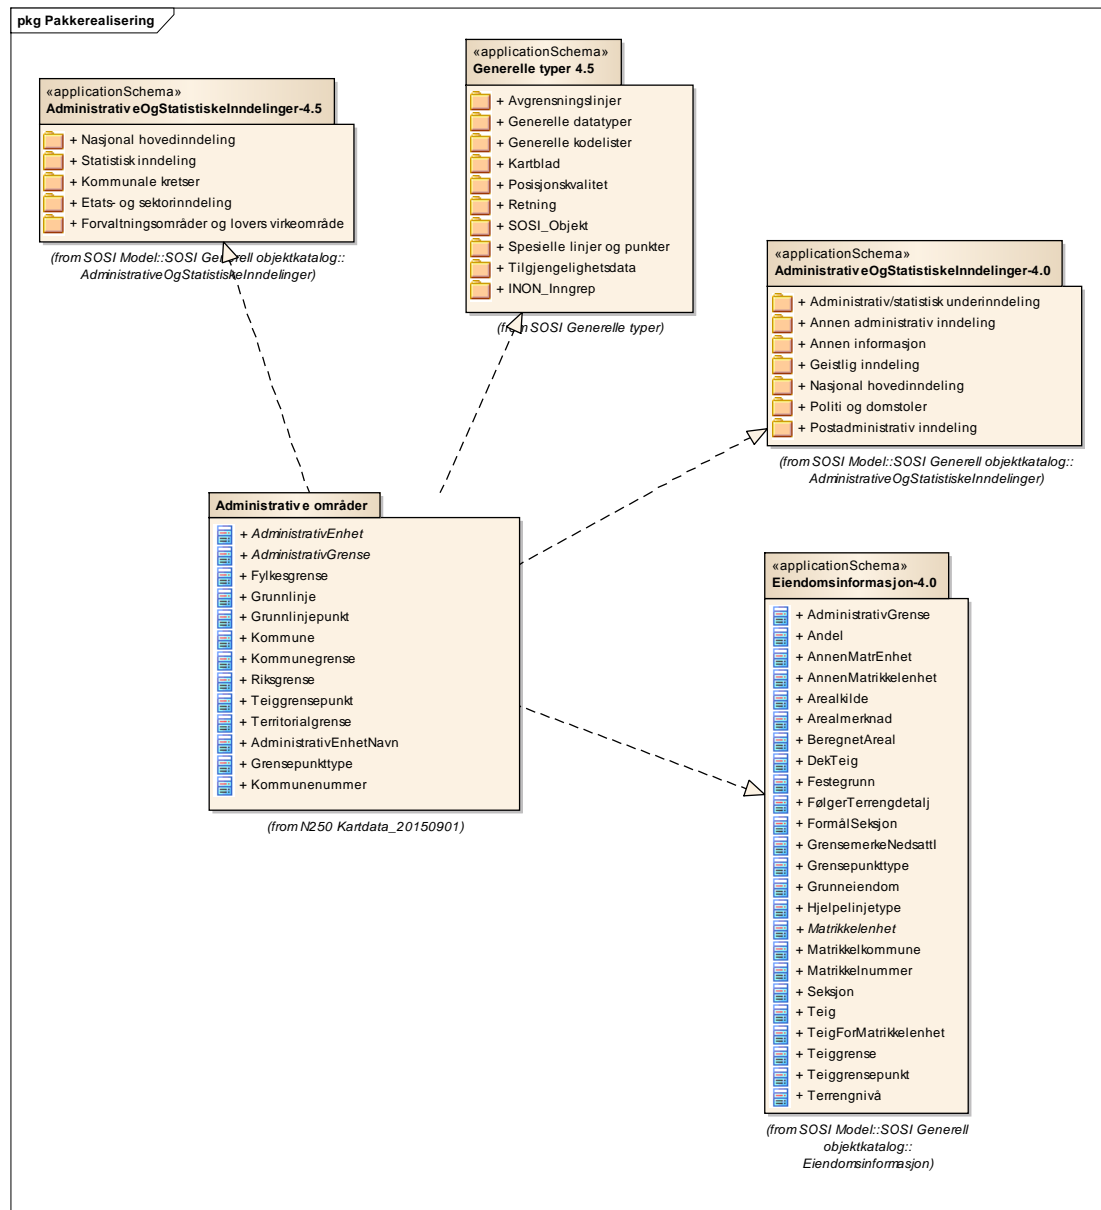 pkg Pakkerealisering
«applicationSchema»
AdministrativeOgStatistiskeInndelinger-4.5
+ Nasjonal hovedinndeling
+ Statistisk inndeling
+ Kommunale kretser
+ Etats- og sektorinndeling
+ Forvaltningsområder og lovers virkeområde
(from SOSI Model::SOSI Generell objektkatalog::
AdministrativeOgStatistiskeInndelinger)
«applicationSchema»
Generelle typer 4.5
+ Avgrensningslinjer
+ Generelle datatyper
+ Generelle kodelister
+ Kartblad
+ Posisjonskvalitet
+ Retning
+ SOSI_Objekt
+ Spesielle linjer og punkter
+ Tilgjengelighetsdata
+ INON_Inngrep
(from SOSI Generelle typer)
«applicationSchema»
AdministrativeOgStatistiskeInndelinger-4.0
+ Administrativ/statistisk underinndeling
+ Annen administrativ inndeling
+ Annen informasjon
+ Geistlig inndeling
+ Nasjonal hovedinndeling
+ Politi og domstoler
+ Postadministrativ inndeling
(from SOSI Model::SOSI Generell objektkatalog::
AdministrativeOgStatistiskeInndelinger)
Administrative områder
+ AdministrativEnhet
+ AdministrativGrense
+ Fylkesgrense
+ Grunnlinje
+ Grunnlinjepunkt
+ Kommune
+ Kommunegrense
+ Riksgrense
+ Teiggrensepunkt
+ Territorialgrense
+ AdministrativEnhetNavn
+ Grensepunkttype
+ Kommunenummer
(from N250 Kartdata_20150901)
«applicationSchema»
Eiendomsinformasjon-4.0
+ AdministrativGrense
+ Andel
+ AnnenMatrEnhet
+ AnnenMatrikkelenhet
+ Arealkilde
+ Arealmerknad
+ BeregnetAreal
+ DekTeig
+ Festegrunn
+ FølgerTerrengdetalj
+ FormålSeksjon
+ GrensemerkeNedsattI
+ Grensepunkttype
+ Grunneiendom
+ Hjelpelinjetype
+ Matrikkelenhet
+ Matrikkelkommune
+ Matrikkelnummer
+ Seksjon
+ Teig
+ TeigForMatrikkelenhet
+ Teiggrense
+ Teiggrensepunkt
+ Terrengnivå
(from SOSI Model::SOSI Generell
objektkatalog::
Eiendomsinformasjon)